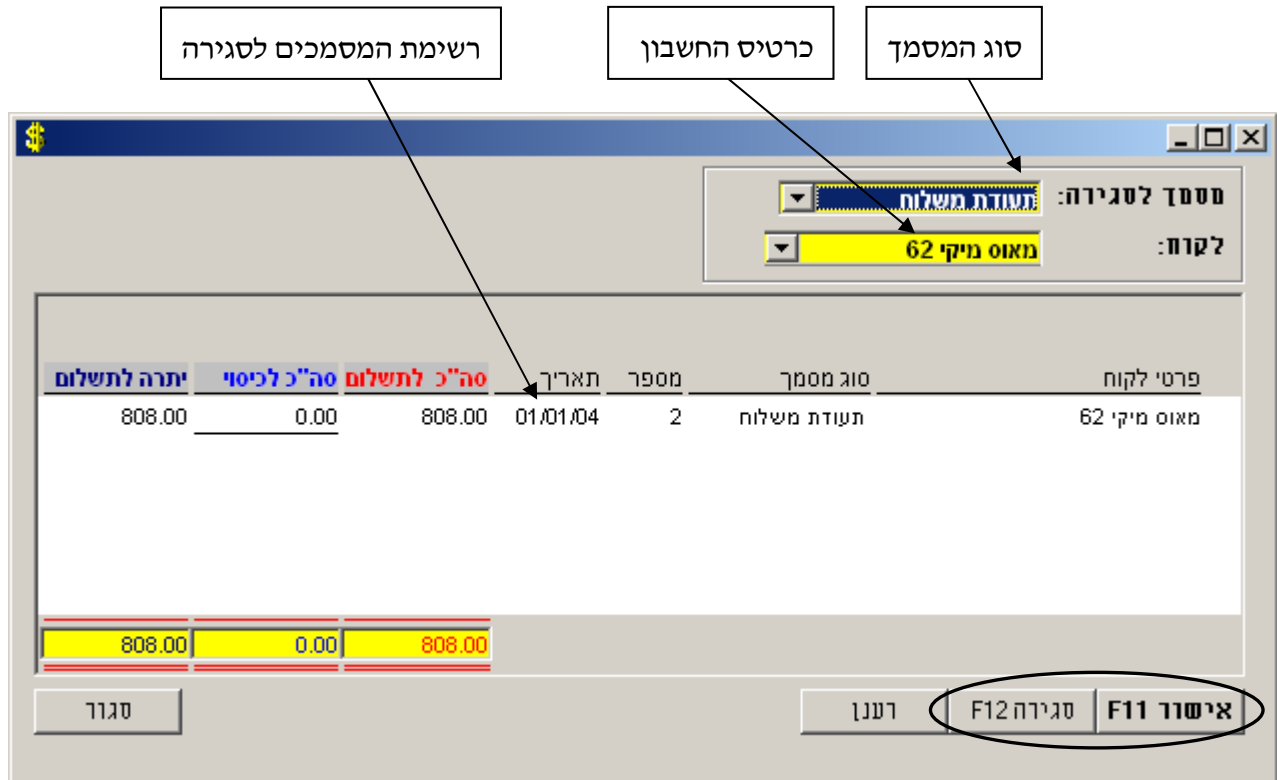 סוג המסמך
כרטיס החשבון
רשימת המסמכים לסגירה
מסמך לסגירה: תעודת משלוח
לקוח: מאוס מיקי 62
פרטי לקוח סוג מסמך מספר תאריך סה"כ לתשלום סה"כ לכיסוי יתרה לתשלום
מאוס מיקי 62 תעודת משלוח 2 01/01/04 808.00 0.00 808.00
808.00 0.00 808.00
אישור F11 סגירה F12 רענן סגור